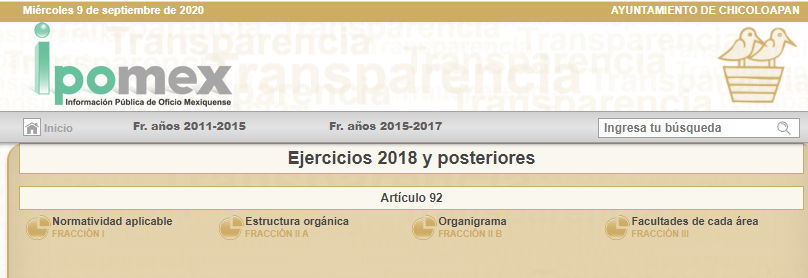 Miércoles 9 de septiembre de 2020
AYUNTAMIENTO DE CHICOLOAPAN
Transparencia
Transparencia
Transparencia
ipomex
Información Pública de Oficio Mexiquense
Inicio
Fr. años 2011-2015
Fr. años 2015-2017
Ingresa tu búsqueda
Ejercicios 2018 y posteriores
Artículo 92
Normatividad aplicable
FRACCIÓN I
Estructura orgánica
FRACCIÓN II A
Organigrama
FRACCIÓN II B
Facultades de cada área
FRACCIÓN III